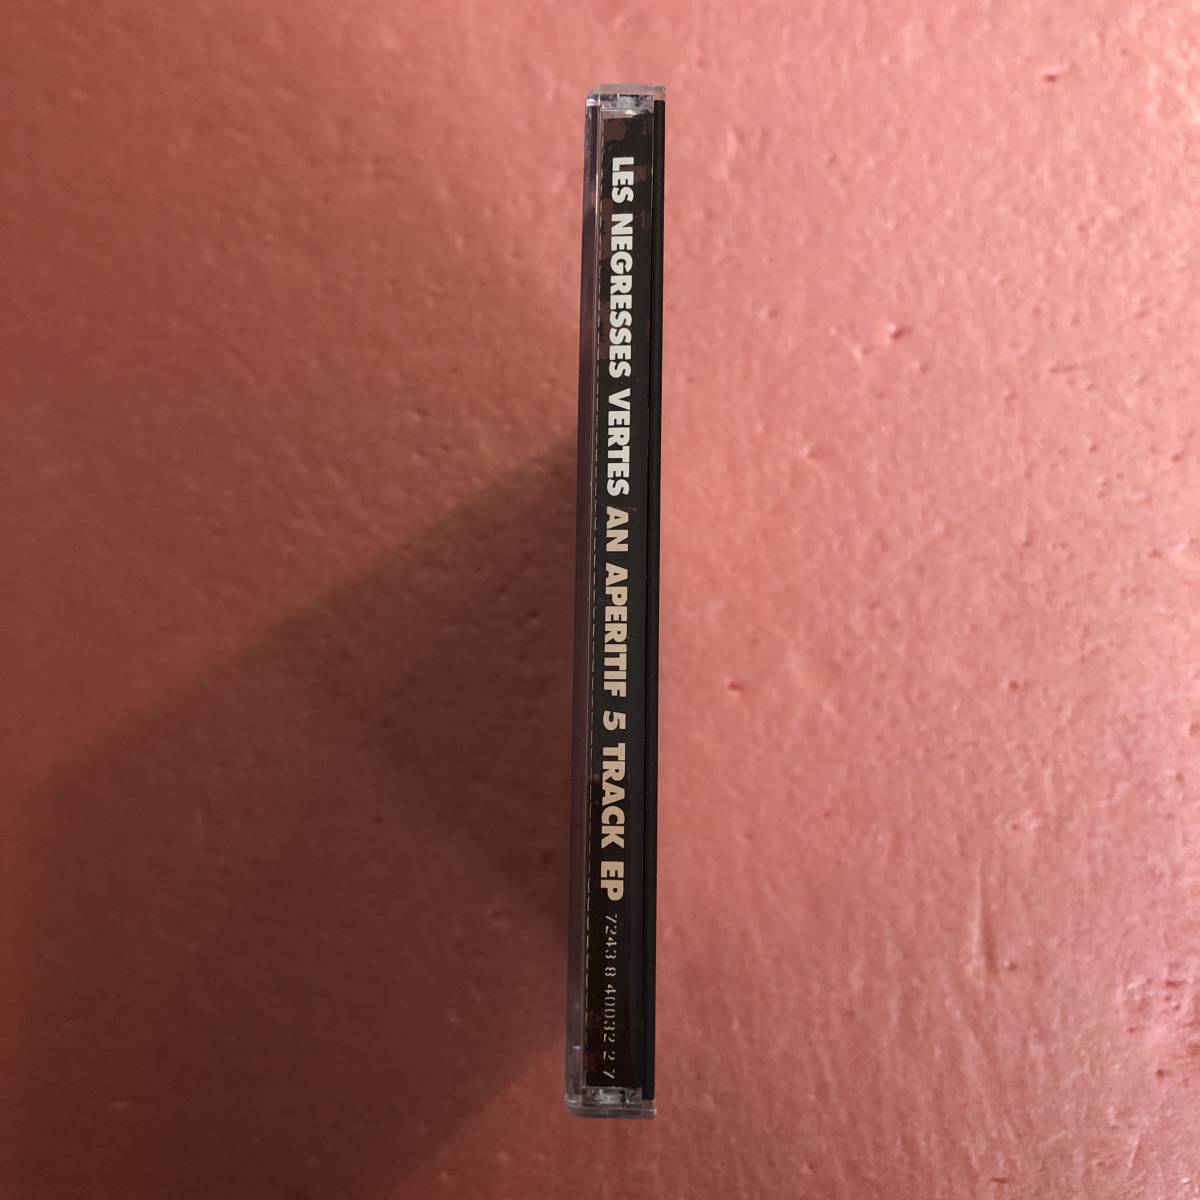 LES NEGRESSES VERTES AN APERITIF 5 TRACK EP 7243 8 40032 2 7